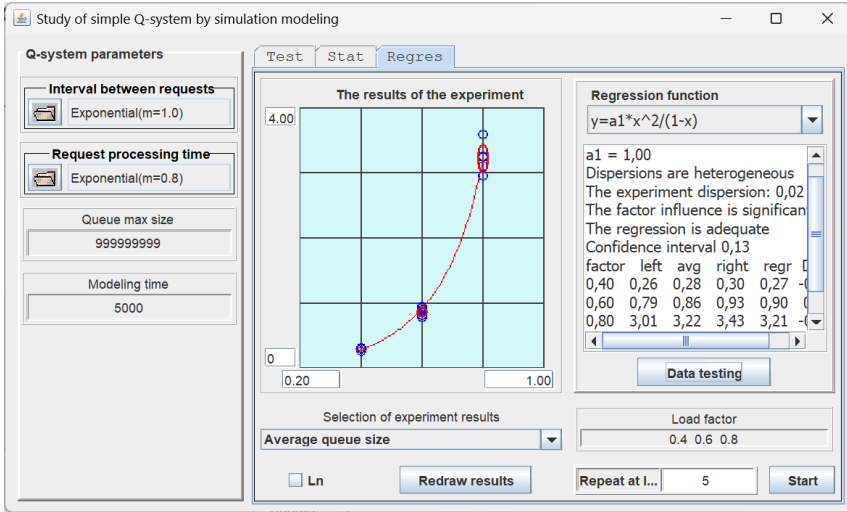 Study of simple Q-system by simulation modeling
Q-system parameters
Interval between requests
Exponential(m=1.0)
Request processing time
Exponential(m=0.8)
Queue max size
999999999
Modeling time
5000
Test Stat Regres
The results of the experiment
4.00
0
0.20 1.00
Selection of experiment results
Average queue size
Ln
Redraw results
Regression function
y=a1*x^2/(1-x)
a1 = 1,00
Dispersions are heterogeneous
The experiment dispersion: 0,02
The factor influence is significan
The regression is adequate
Confidence interval 0,13
factor left avg right regr
0,40 0,26 0,28 0,30 0,27
0,60 0,79 0,86 0,93 0,90
0,80 3,01 3,22 3,43 3,21
Data testing
Load factor
0.4 0.6 0.8
Repeat at l... 5
Start